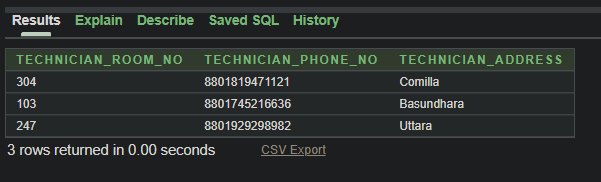 Results Explain Describe Saved SQL History
TECHNICIAN_ROOM_NO TECHNICIAN_PHONE_NO TECHNICIAN_ADDRESS
304 8801819471121 Comilla
103 8801745216636 Basundhara
247 8801929298982 Uttara
3 rows returned in 0.00 seconds CSV Export